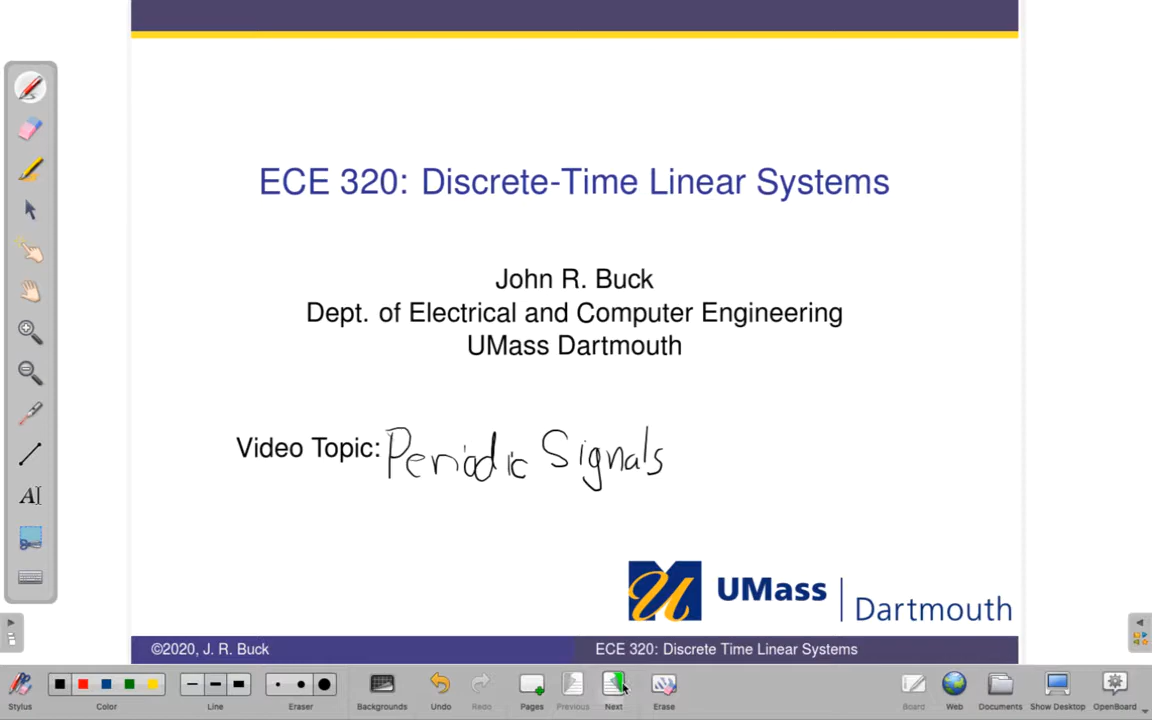 ECE 320: Discrete-Time Linear Systems
John R. Buck
Dept. of Electrical and Computer Engineering
UMass Dartmouth
Video Topic: Periodic Signals
UMass | Dartmouth
©2020, J. R. Buck
ECE 320: Discrete Time Linear Systems
Stylus
Color
Line
Eraser
Backgrounds
Undo
Redo
Pages
Previous
Next
Erase
Board
Web
Documents
Show Desktop
OpenBoard